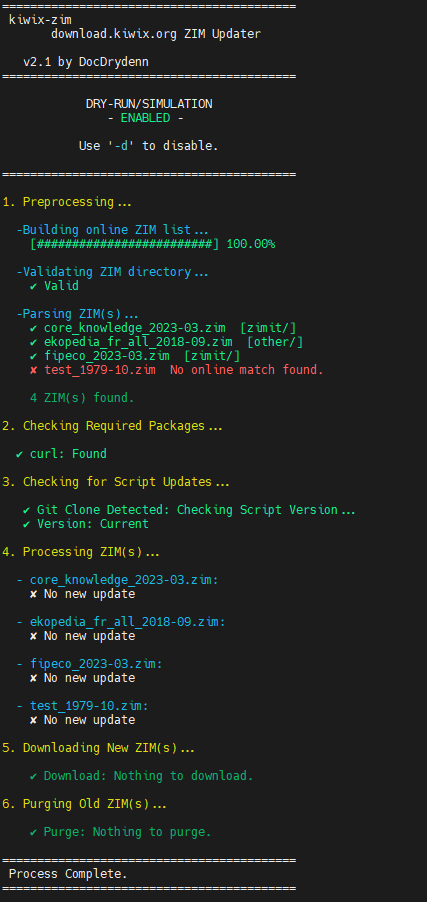 ==========================================
kiwix-zim
download.kiwix.org ZIM Updater
v2.1 by DocDrydenn
==========================================
DRY-RUN/SIMULATION
- ENABLED -
Use '-d' to disable.
==========================================
1. Preprocessing...
-Building online ZIM list...
[#########################] 100.00%
-Validating ZIM directory...
✔ Valid
-Parsing ZIM(s)...
✔ core_knowledge_2023-03.zim  [zimit/]
✔ ekopedia_fr_all_2018-09.zim  [other/]
✔ fipeco_2023-03.zim  [zimit/]
✘ test_1979-10.zim  No online match found.
4 ZIM(s) found.
2. Checking Required Packages...
✔ curl: Found
3. Checking for Script Updates...
✔ Git Clone Detected: Checking Script Version...
✔ Version: Current
4. Processing ZIM(s)...
- core_knowledge_2023-03.zim:
✘ No new update
- ekopedia_fr_all_2018-09.zim:
✘ No new update
- fipeco_2023-03.zim:
✘ No new update
- test_1979-10.zim:
✘ No new update
5. Downloading New ZIM(s)...
✔ Download: Nothing to download.
6. Purging Old ZIM(s)...
✔ Purge: Nothing to purge.
==========================================
Process Complete.
==========================================